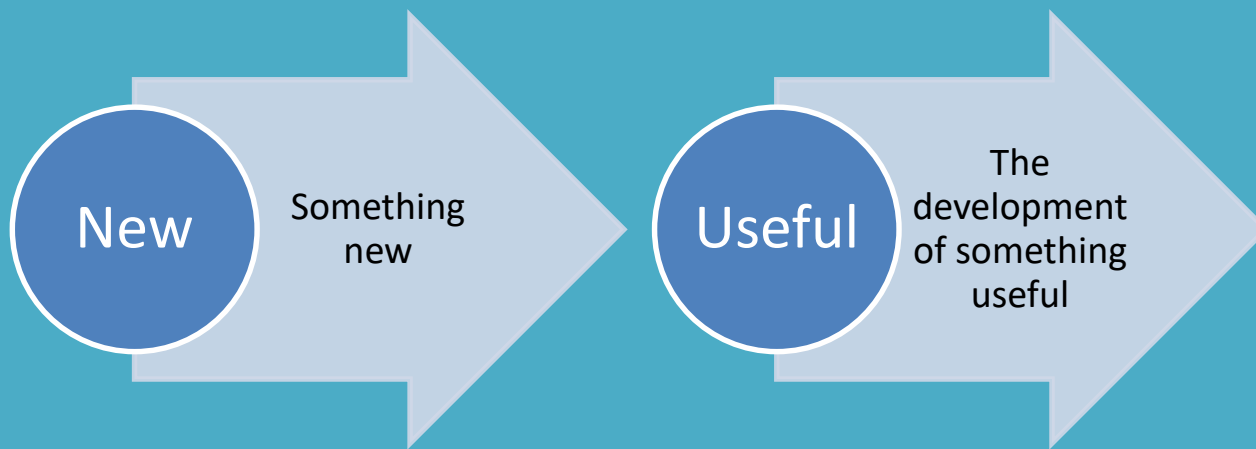 New
Something
new
Useful
The
development
of something
useful